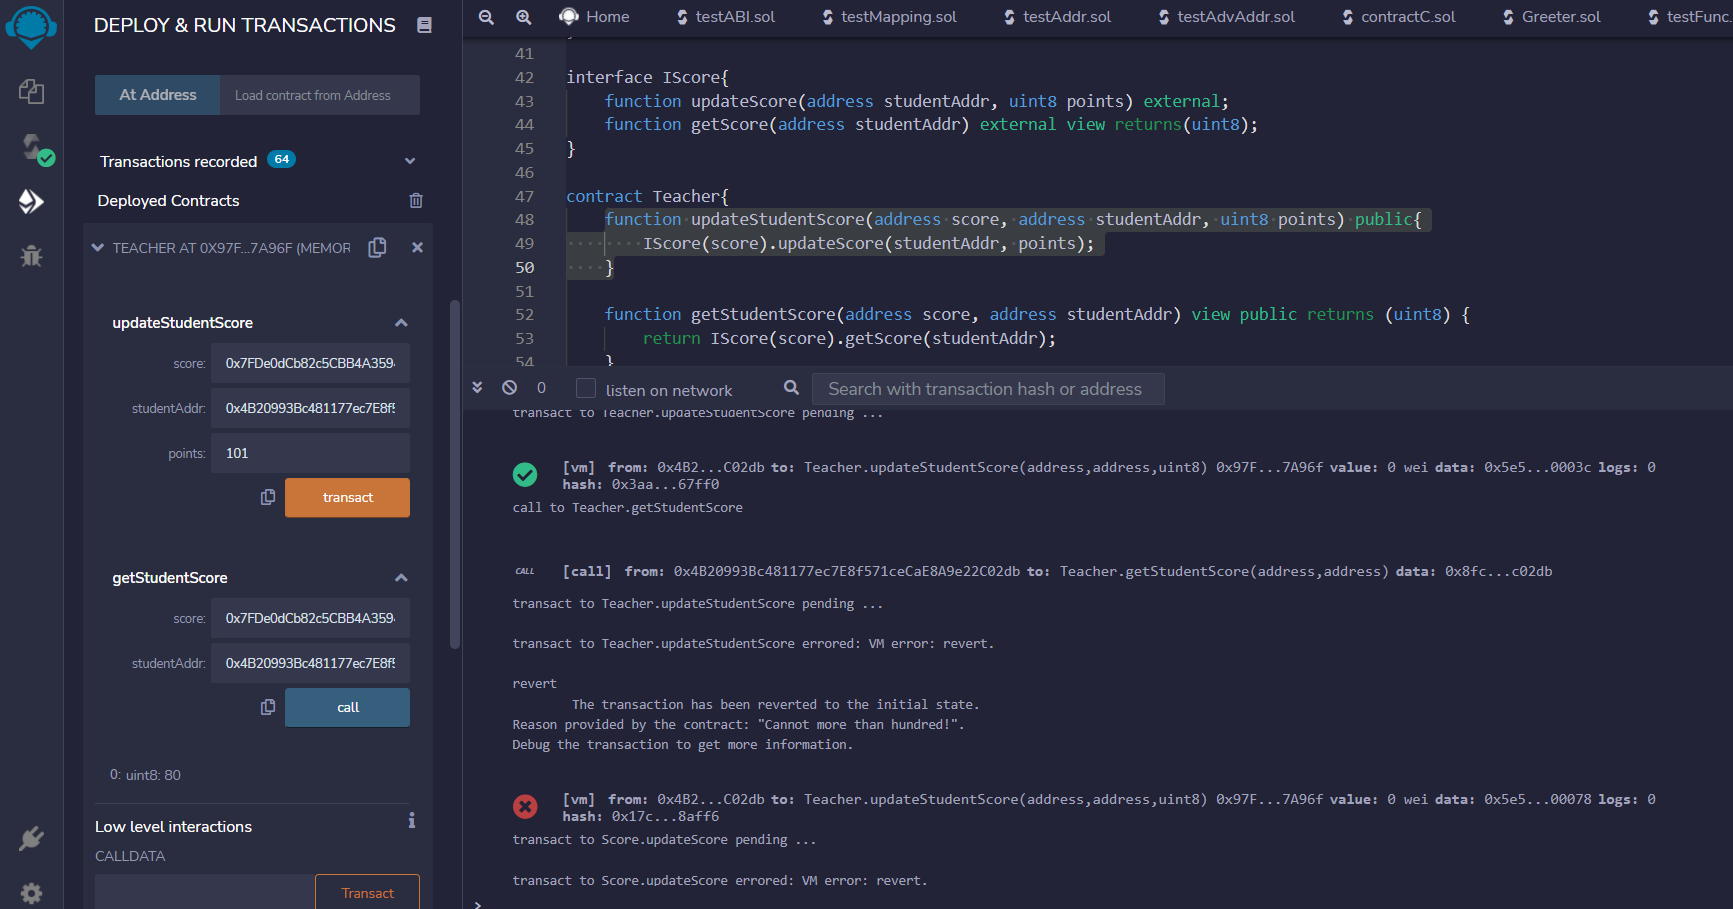 DEPLOY & RUN TRANSACTIONS
At Address
Load contract from Address
Transactions recorded 64
Deployed Contracts
TEACHER AT 0X97F...7A96F (MEMOR
updateStudentScore
score: 0x7FDe0dCb82c5CBB4A359
studentAddr: 0x4B20993Bc481177ec7E8f5
points: 101
transact
getStudentScore
score: 0x7FDe0dCb82c5CBB4A359
studentAddr: 0x4B20993Bc481177ec7E8f5
call
0: uint8: 80
Low level interactions
i
CALLDATA
Transact
Home testABI.sol testMapping.sol testAddr.sol testAdvAddr.sol contractC.sol Greeter.sol testFunc.
41
42 interface IScore{
43 function updateScore(address studentAddr, uint8 points) external;
44 function getScore(address studentAddr) external view returns(uint8);
45 }
46
47 contract Teacher{
48 function updateStudentScore(address score, address studentAddr, uint8 points) public{
49 IScore(score).updateScore(studentAddr, points);
50 }
51
52 function getStudentScore(address score, address studentAddr) view public returns (uint8) {
53 return IScore(score).getScore(studentAddr);
54 }
0 listen on network Search with transaction hash or address
transact to Teacher.updateStudentScore pending ...
[vm] from: 0x4B2...C02db to: Teacher.updateStudentScore(address,address,uint8) 0x97F...7A96f value: 0 wei data: 0x5e5...0003c logs: 0
hash: 0x3aa...67ff0
call to Teacher.getStudentScore
CALL [call] from: 0x4B20993Bc481177ec7E8f571ceCaE8A9e22C02db to: Teacher.getStudentScore(address,address) data: 0x8fc...c02db
transact to Teacher.updateStudentScore pending ...
transact to Teacher.updateStudentScore errored: VM error: revert.
revert
The transaction has been reverted to the initial state.
Reason provided by the contract: "Cannot more than hundred!".
Debug the transaction to get more information.
[vm] from: 0x4B2...C02db to: Teacher.updateStudentScore(address,address,uint8) 0x97F...7A96f value: 0 wei data: 0x5e5...00078 logs: 0
hash: 0x17c...8aff6
transact to Score.updateScore pending ...
transact to Score.updateScore errored: VM error: revert.
>